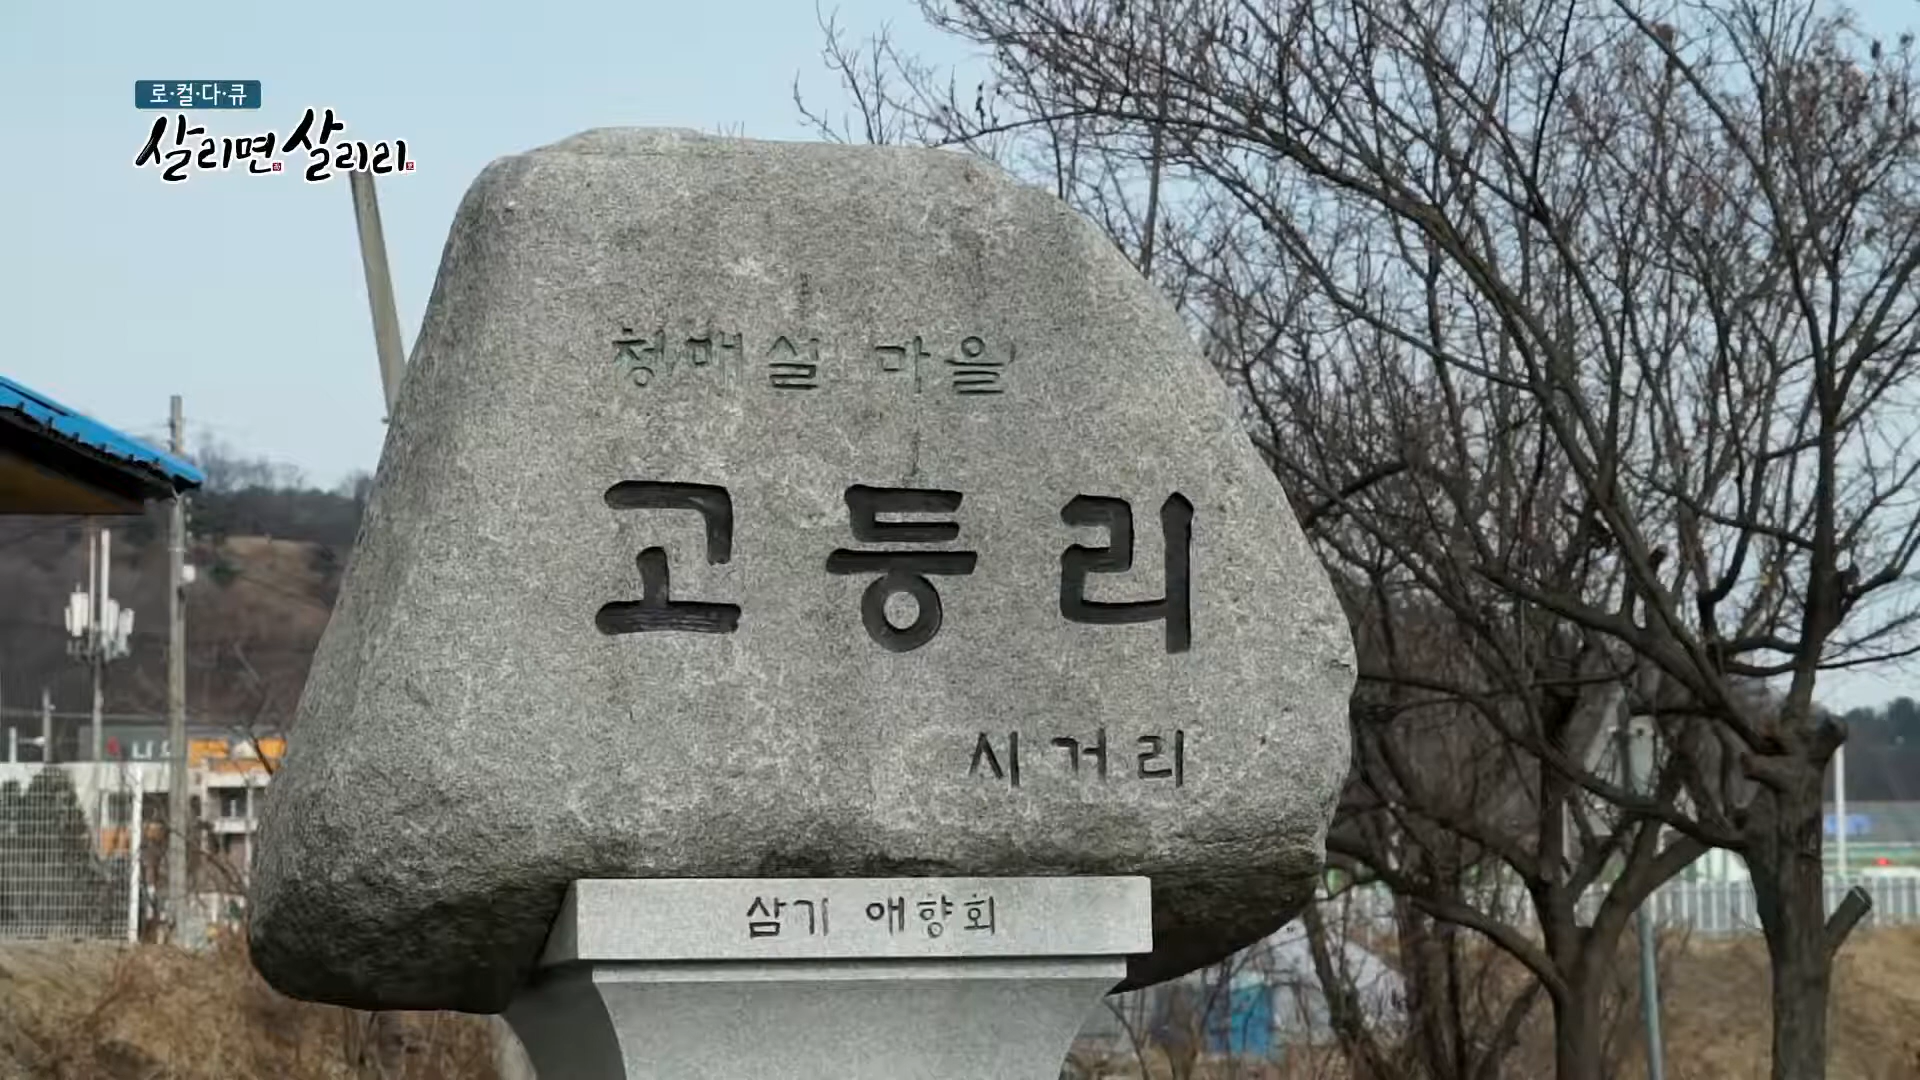 로·컬·다·큐
살리면 살리리
청매실 마을
고등리
시거리
삼기 애향회